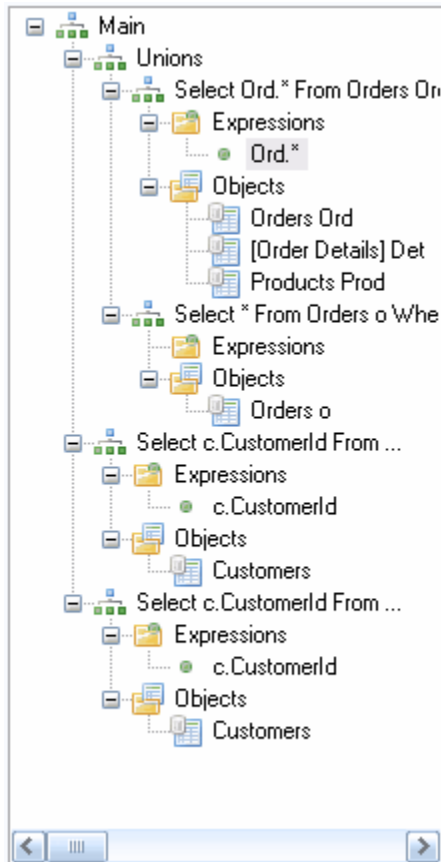 Main
Unions
Select Ord.* From Orders Or
Expressions
Ord.*
Objects
Orders Ord
[Order Details] Det
Products Prod
Select * From Orders o Whe
Expressions
Objects
Orders o
Select c.CustomerId From ...
Expressions
c.CustomerId
Objects
Customers
Select c.CustomerId From ...
Expressions
c.CustomerId
Objects
Customers